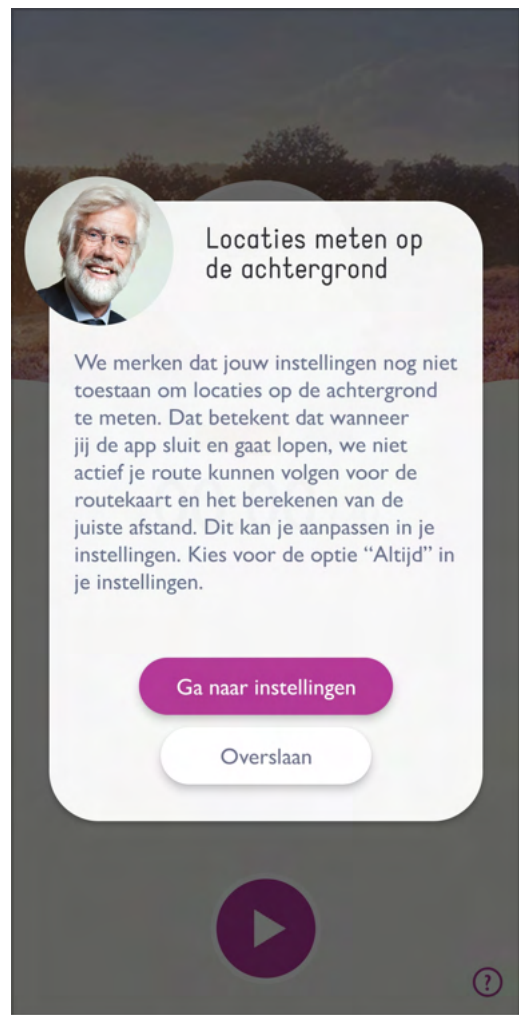 Locaties meten op
de achtergrond
We merken dat jouw instellingen nog niet
toestaan om locaties op de achtergrond
te meten. Dat betekent dat wanneer
jij de app sluit en gaat lopen, we niet
actief je route kunnen volgen voor de
routekaart en het berekenen van de
juiste afstand. Dit kan je aanpassen in je
instellingen. Kies voor de optie “Altijd” in
je instellingen.
Ga naar instellingen
Overslaan
?